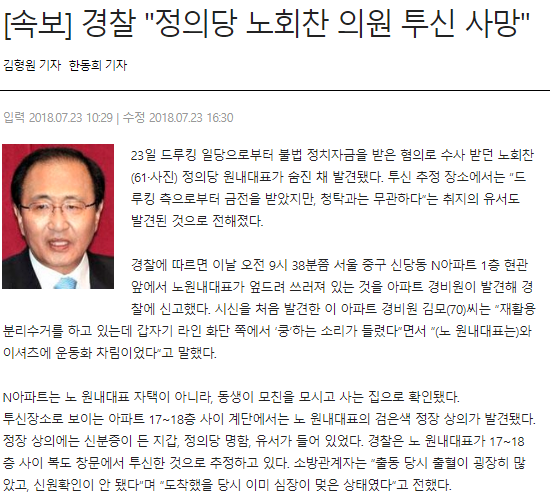 [속보] 경찰 "정의당 노회찬 의원 투신 사망"
김형원 기자 한동희 기자
입력 2018.07.23 10:29 | 수정 2018.07.23 16:30
23일 드루킹 일당으로부터 불법 정치자금을 받은 혐의로 수사 받던 노회찬
(61·사진) 정의당 원내대표가 숨진 채 발견됐다. 투신 추정 장소에서는 “드
루킹 측으로부터 금전을 받았지만, 청탁과는 무관하다”는 취지의 유서도
발견된 것으로 전해졌다.
경찰에 따르면 이날 오전 9시 38분쯤 서울 중구 신당동 N아파트 1층 현관
앞에서 노원내대표가 엎드려 쓰러져 있는 것을 아파트 경비원이 발견해 경
찰에 신고했다. 시신을 처음 발견한 이 아파트 경비원 김모(70)씨는 “재활용
분리수거를 하고 있는데 갑자기 라인 화단 쪽에서 ‘쿵’하는 소리가 들렸다”면서 “(노 원내대표는)와
이셔츠에 운동화 차림이었다”고 말했다.
N아파트는 노 원내대표 자택이 아니라, 동생이 모친을 모시고 사는 집으로 확인됐다.
투신장소로 보이는 아파트 17~18층 사이 계단에서는 노 원내대표의 검은색 정장 상의가 발견됐다.
정장 상의에는 신분증이 든 지갑, 정의당 명함, 유서가 들어 있었다. 경찰은 노 원내대표가 17~18
층 사이 복도 창문에서 투신한 것으로 추정하고 있다. 소방관계자는 “출동 당시 출혈이 굉장히 많
았고, 신원확인이 안 됐다”며 “도착했을 당시 이미 심장이 멎은 상태였다”고 전했다.